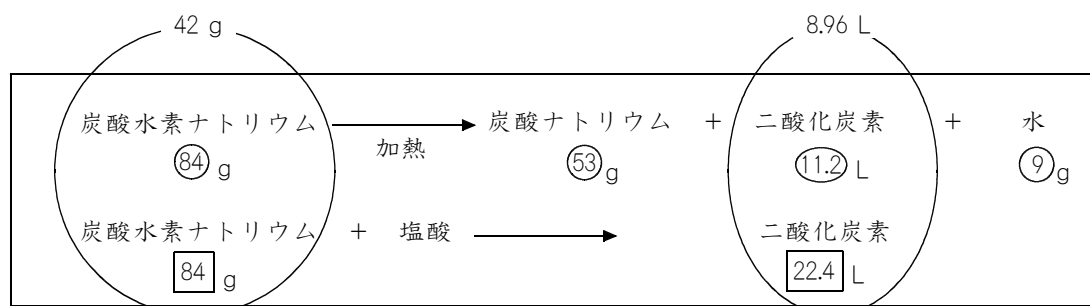 42 g 8.96 L
炭酸水素ナトリウム 炭酸ナトリウム + 二酸化炭素 + 水
加熱
84 g 53 g 11.2 L 9 g
炭酸水素ナトリウム + 塩酸 二酸化炭素
84 g 22.4 L